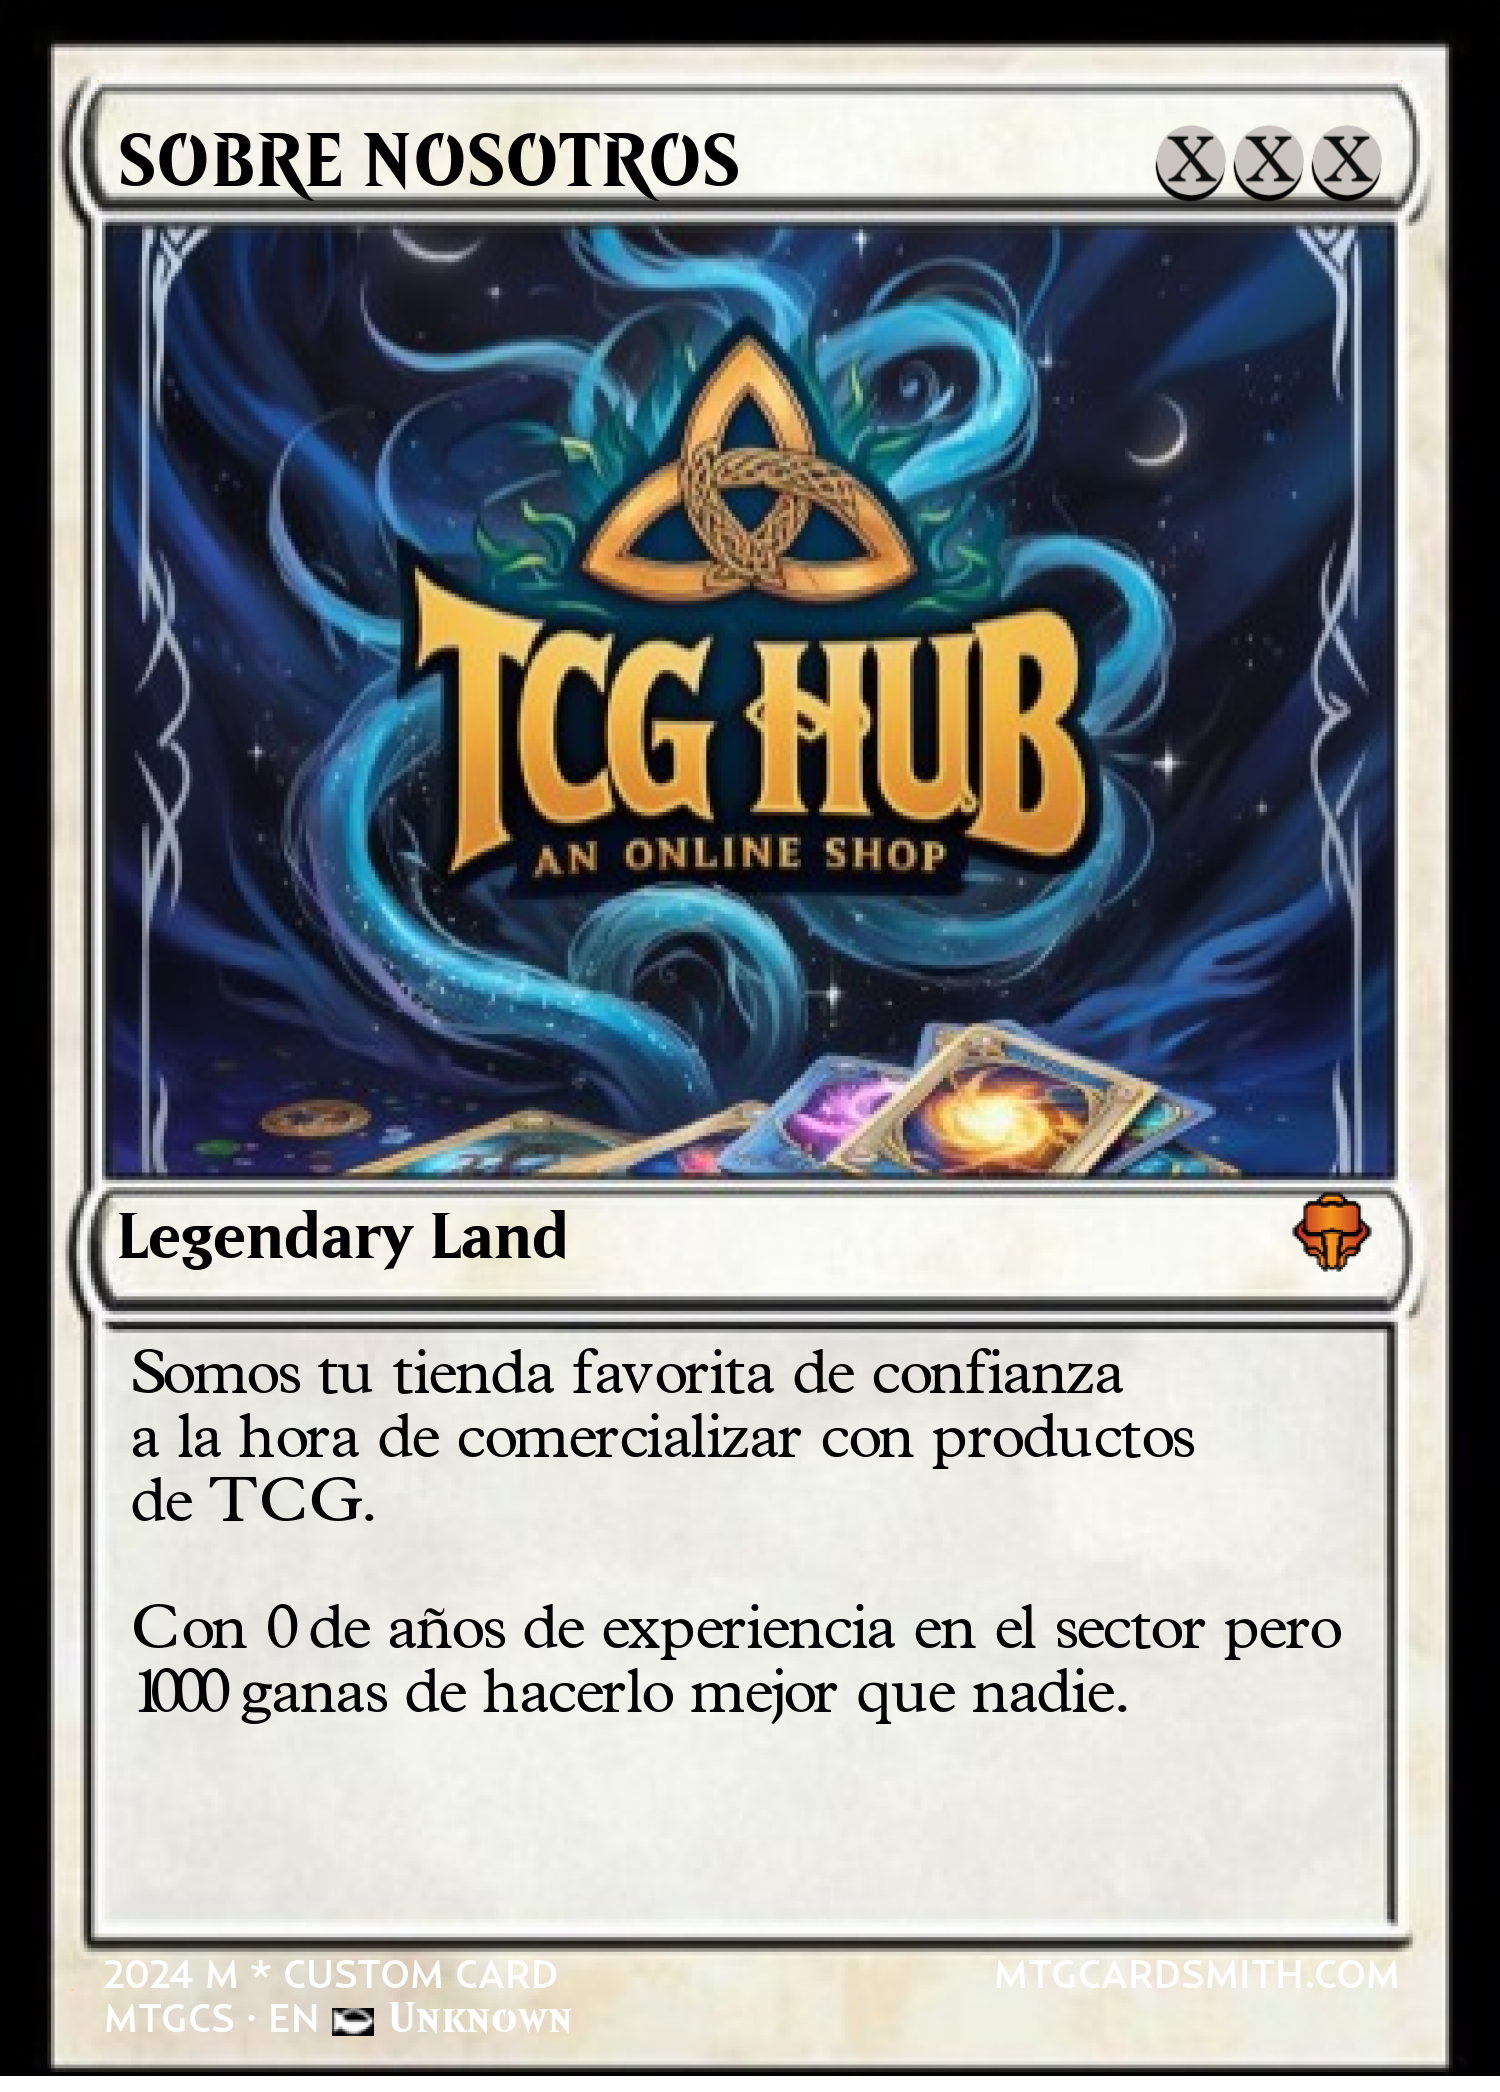 SOBRE NOSOTROS X X X
TCG HUB
AN ONLINE SHOP
Legendary Land
Somos tu tienda favorita de confianza
a la hora de comercializar con productos
de TCG.
Con 0 de años de experiencia en el sector pero
1000 ganas de hacerlo mejor que nadie.
2024 M * CUSTOM CARD MTGCARDSMITH.COM
MTGCS · EN UNKNOWN